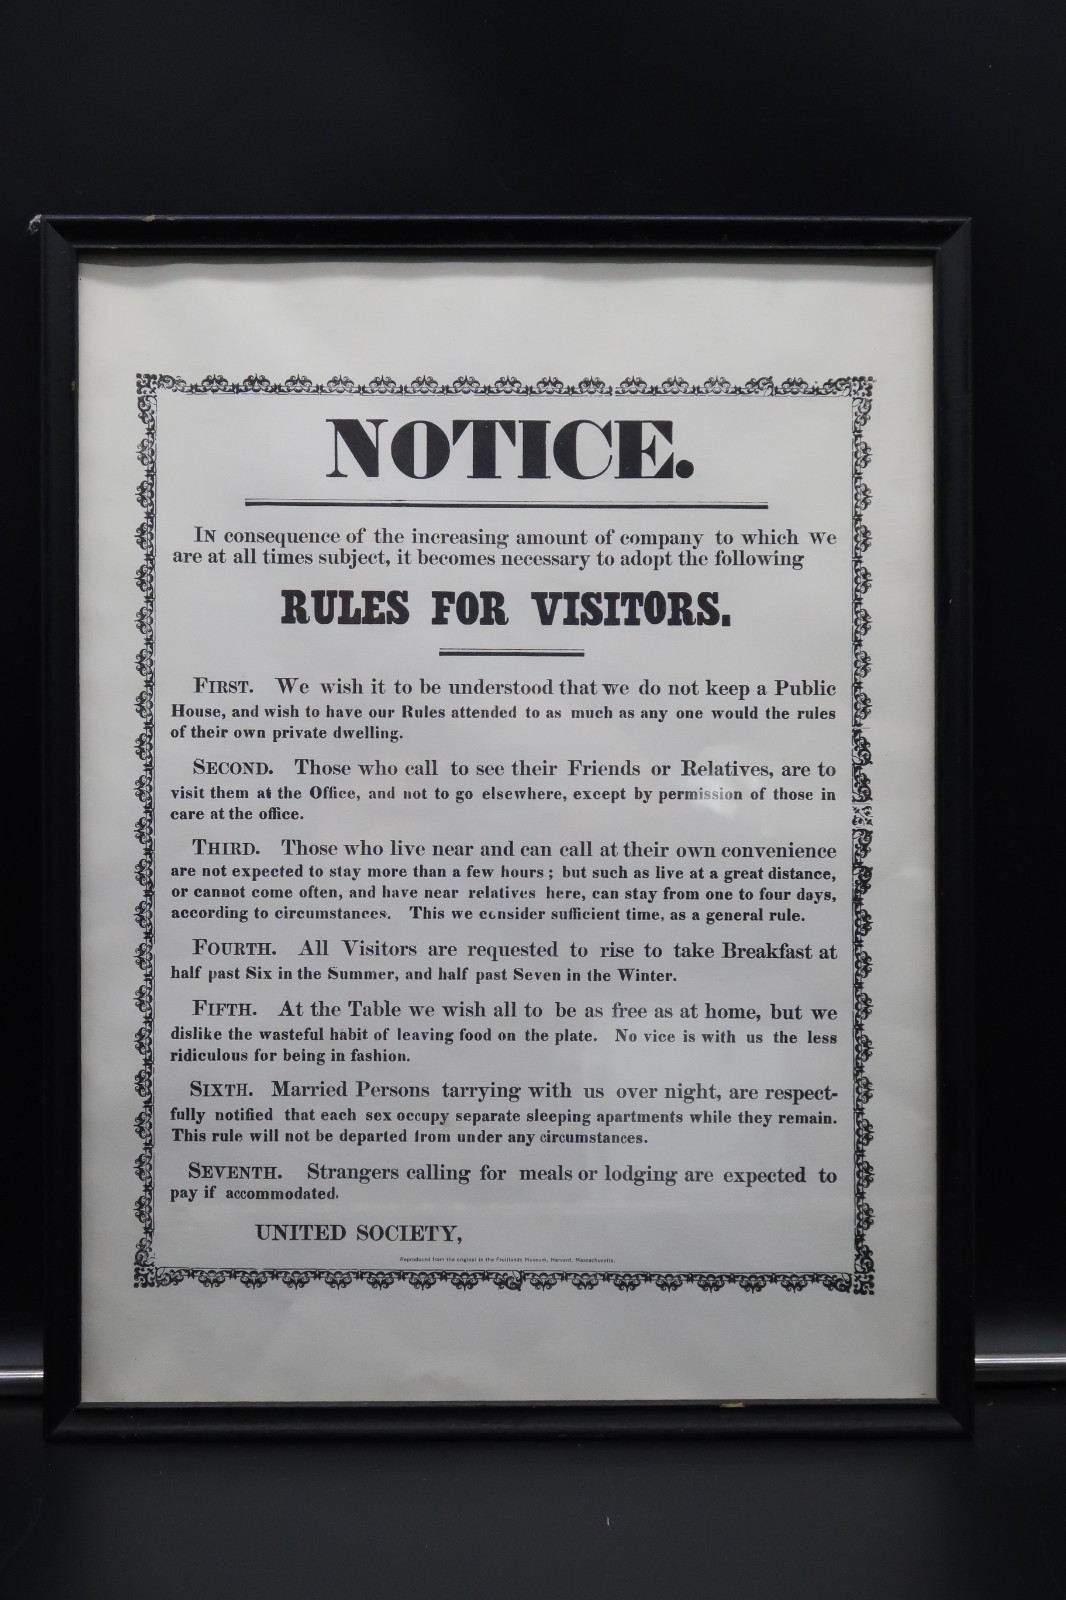 NOTICE.
IN consequence of the increasing amount of company to which we
are at all times subject, it becomes necessary to adopt the following
RULES FOR VISITORS.
FIRST. We wish it to be understood that we do not keep a Public
House, and wish to have our Rules attended to as much as any one would the rules
of their own private dwelling.
SECOND. Those who call to see their Friends or Relatives, are to
visit them at the Office, and not to go elsewhere, except by permission of those in
care at the office.
THIRD. Those who live near and can call at their own convenience
are not expected to stay more than a few hours; but such as live at a great distance,
or cannot come often, and have near relatives here, can stay from one to four days,
according to circumstances. This we consider sufficient time, as a general rule.
FOURTH. All Visitors are requested to rise to take Breakfast at
half past Six in the Summer, and half past Seven in the Winter.
FIFTH. At the Table we wish all to be as free as at home, but we
dislike the wasteful habit of leaving food on the plate. No vice is with us the less
ridiculous for being in fashion.
SIXTH. Married Persons tarrying with us over night, are respect-
fully notified that each sex occupy separate sleeping apartments while they remain.
This rule will not be departed from under any circumstances.
SEVENTH. Strangers calling for meals or lodging are expected to
pay if accommodated.
UNITED SOCIETY,
Reproduced from the original in the Fruitlands Museum, Harvard, Massachusetts.